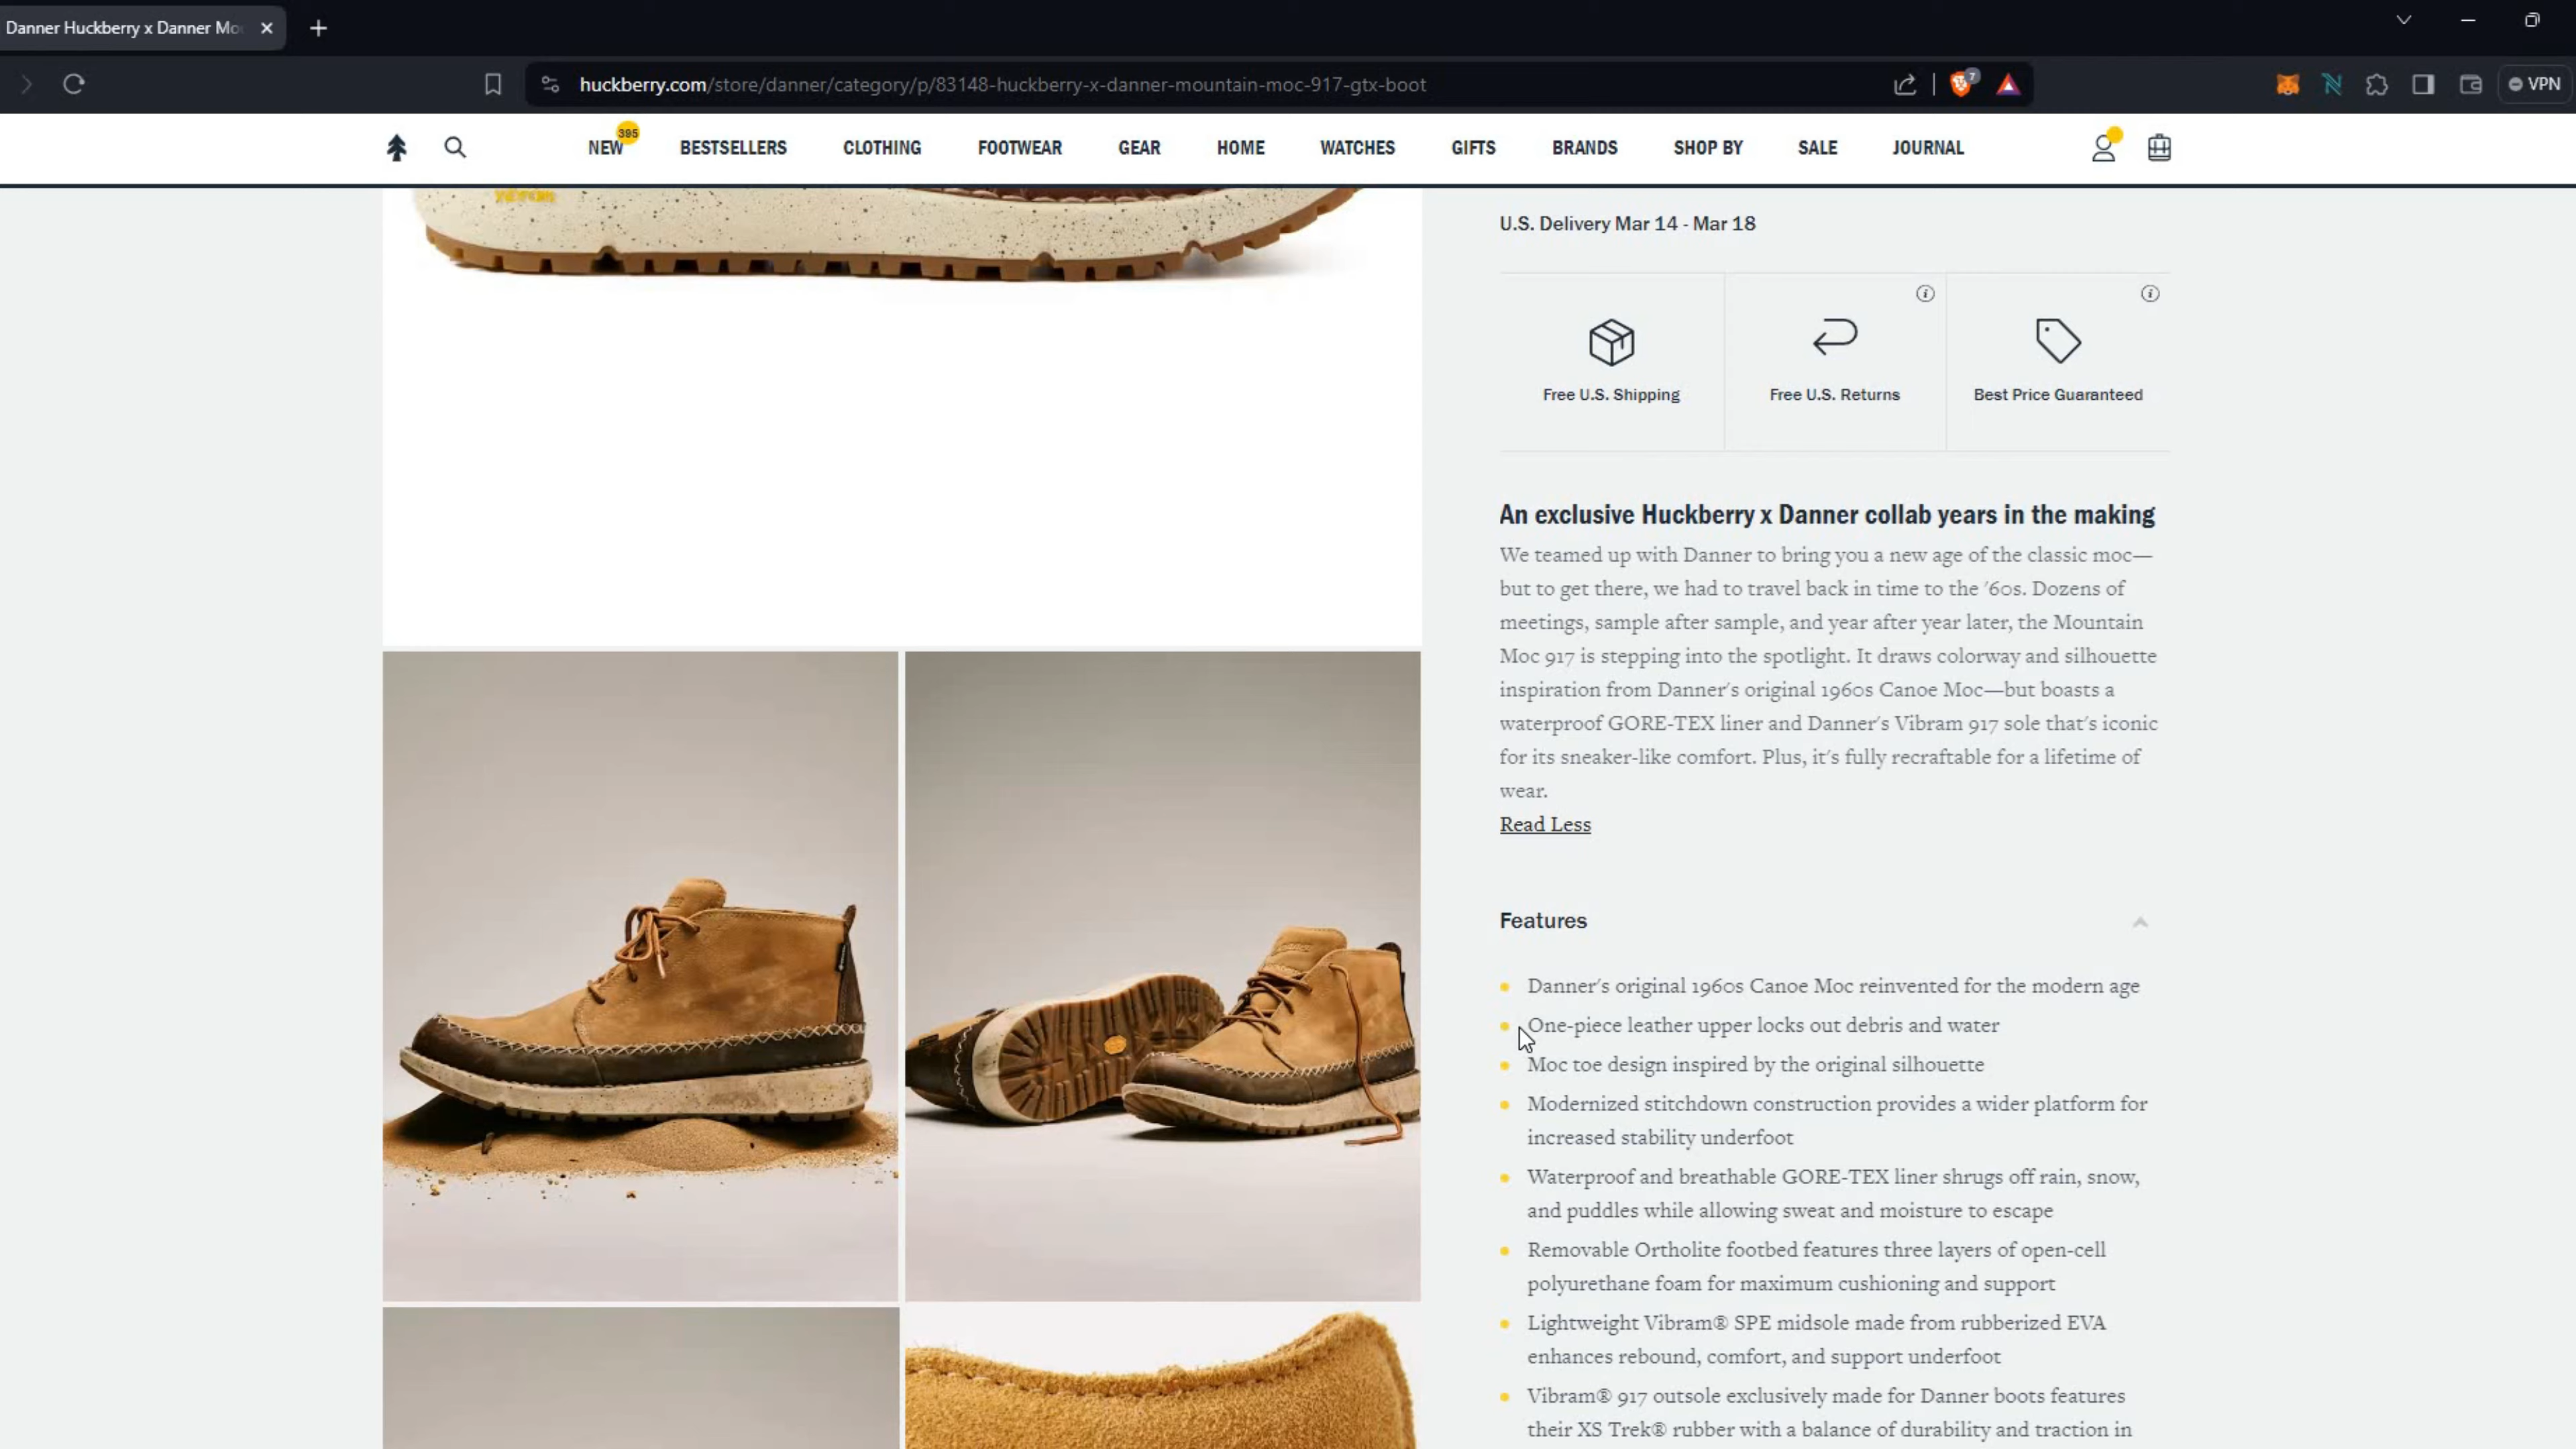 Danner Huckberry x Danner Mo
huckberry.com/store/danner/category/p/83148-huckberry-x-danner-mountain-moc-917-gtx-boot
7
VPN
NEW
395
BESTSELLERS
CLOTHING
FOOTWEAR
GEAR
HOME
WATCHES
GIFTS
BRANDS
SHOP BY
SALE
JOURNAL
U.S. Delivery Mar 14 - Mar 18
Free U.S. Shipping
Free U.S. Returns
Best Price Guaranteed
An exclusive Huckberry x Danner collab years in the making
We teamed up with Danner to bring you a new age of the classic moc—
but to get there, we had to travel back in time to the '60s. Dozens of
meetings, sample after sample, and year after year later, the Mountain
Moc 917 is stepping into the spotlight. It draws colorway and silhouette
inspiration from Danner's original 1960s Canoe Moc—but boasts a
waterproof GORE-TEX liner and Danner's Vibram 917 sole that's iconic
for its sneaker-like comfort. Plus, it's fully recraftable for a lifetime of
wear.
Read Less
Features
Danner's original 1960s Canoe Moc reinvented for the modern age
One-piece leather upper locks out debris and water
Moc toe design inspired by the original silhouette
Modernized stitchdown construction provides a wider platform for
increased stability underfoot
Waterproof and breathable GORE-TEX liner shrugs off rain, snow,
and puddles while allowing sweat and moisture to escape
Removable Ortholite footbed features three layers of open-cell
polyurethane foam for maximum cushioning and support
Lightweight Vibram® SPE midsole made from rubberized EVA
enhances rebound, comfort, and support underfoot
Vibram® 917 outsole exclusively made for Danner boots features
their XS Trek® rubber with a balance of durability and traction in